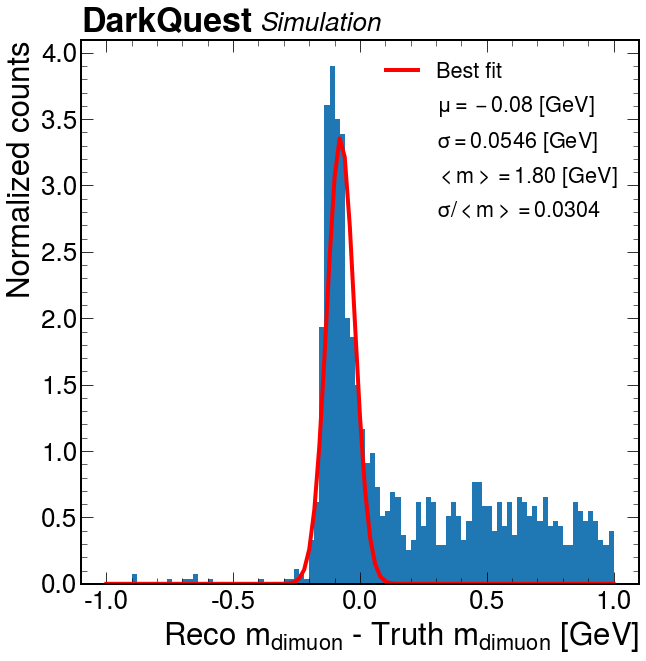 DarkQuest Simulation
Normalized counts
4.0
3.5
3.0
2.5
2.0
1.5
1.0
0.5
0.0
-1.0 -0.5 0.0 0.5 1.0
Reco m_dimuon - Truth m_dimuon [GeV]
Best fit
μ = −0.08 [GeV]
σ = 0.0546 [GeV]
<m> = 1.80 [GeV]
σ/<m> = 0.0304